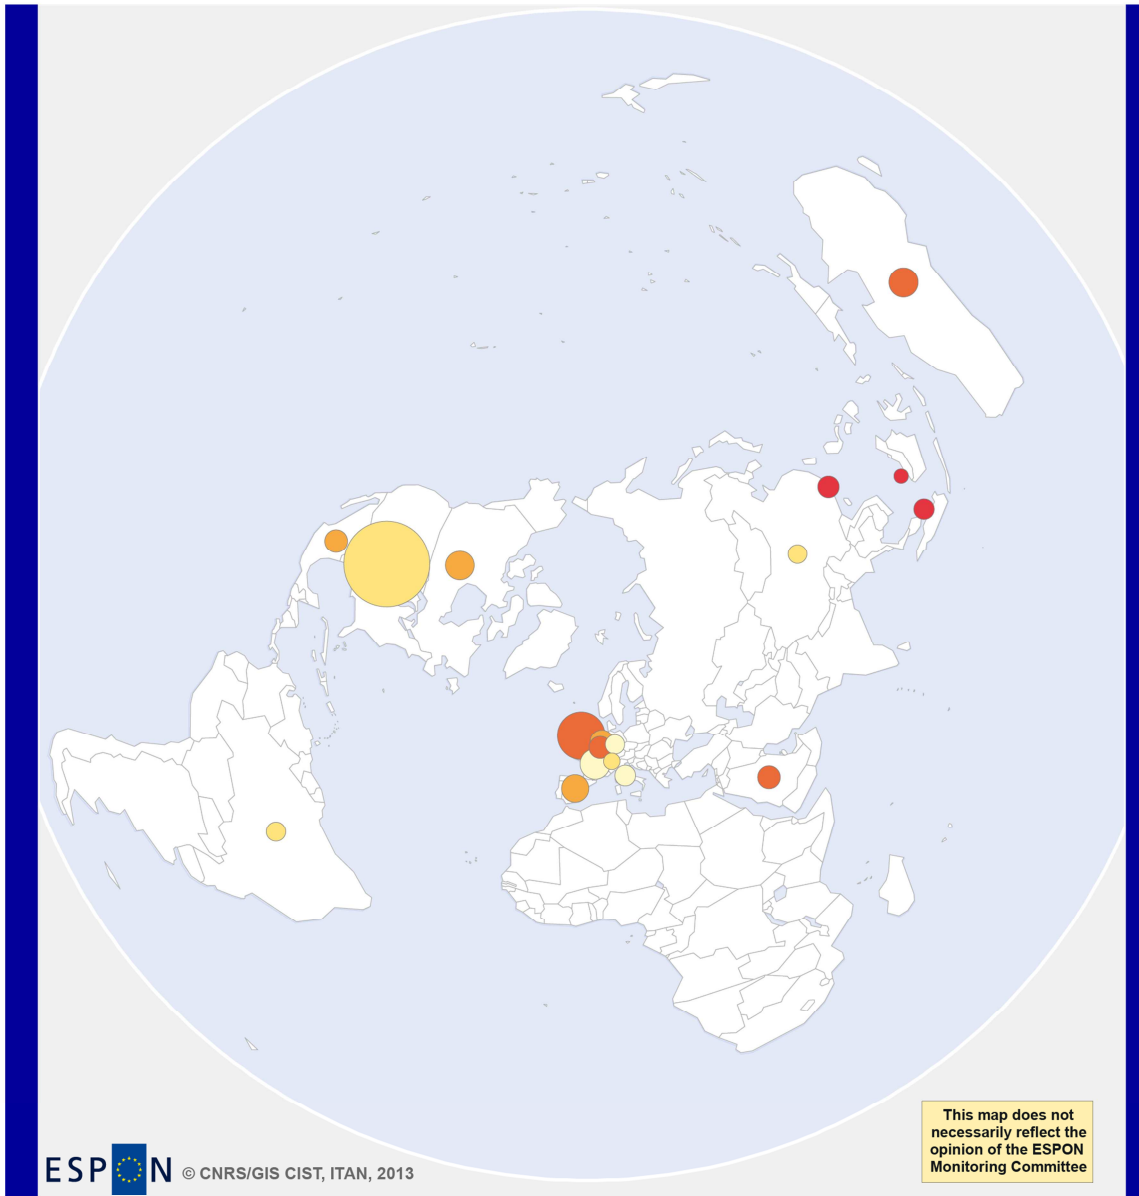 This map does not
necessarily reflect the
opinion of the ESPON
Monitoring Committee
ESPON © CNRS/GIS CIST, ITAN, 2013